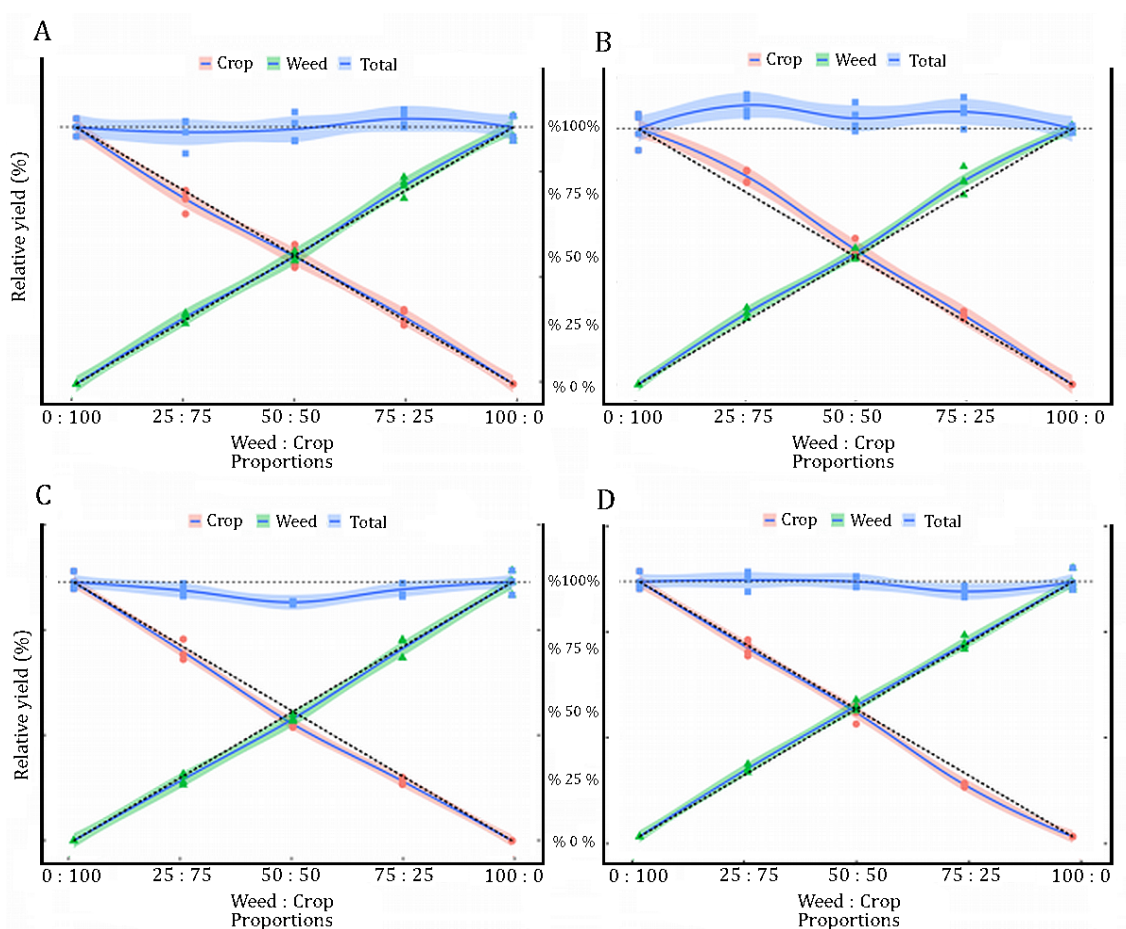 A
Crop Weed Total
B
Crop Weed Total
Relative yield (%)
%100%
% 75 %
% 50 %
% 25 %
% 0 %
0 : 100 25 : 75 50 : 50 75 : 25 100 : 0
Weed : Crop
Proportions
0 : 100 25 : 75 50 : 50 75 : 25 100 : 0
Weed : Crop
Proportions
C
Crop Weed Total
D
Crop Weed Total
Relative yield (%)
%100%
% 75 %
% 50 %
% 25 %
% 0 %
0 : 100 25 : 75 50 : 50 75 : 25 100 : 0
Weed : Crop
Proportions
0 : 100 25 : 75 50 : 50 75 : 25 100 : 0
Weed : Crop
Proportions